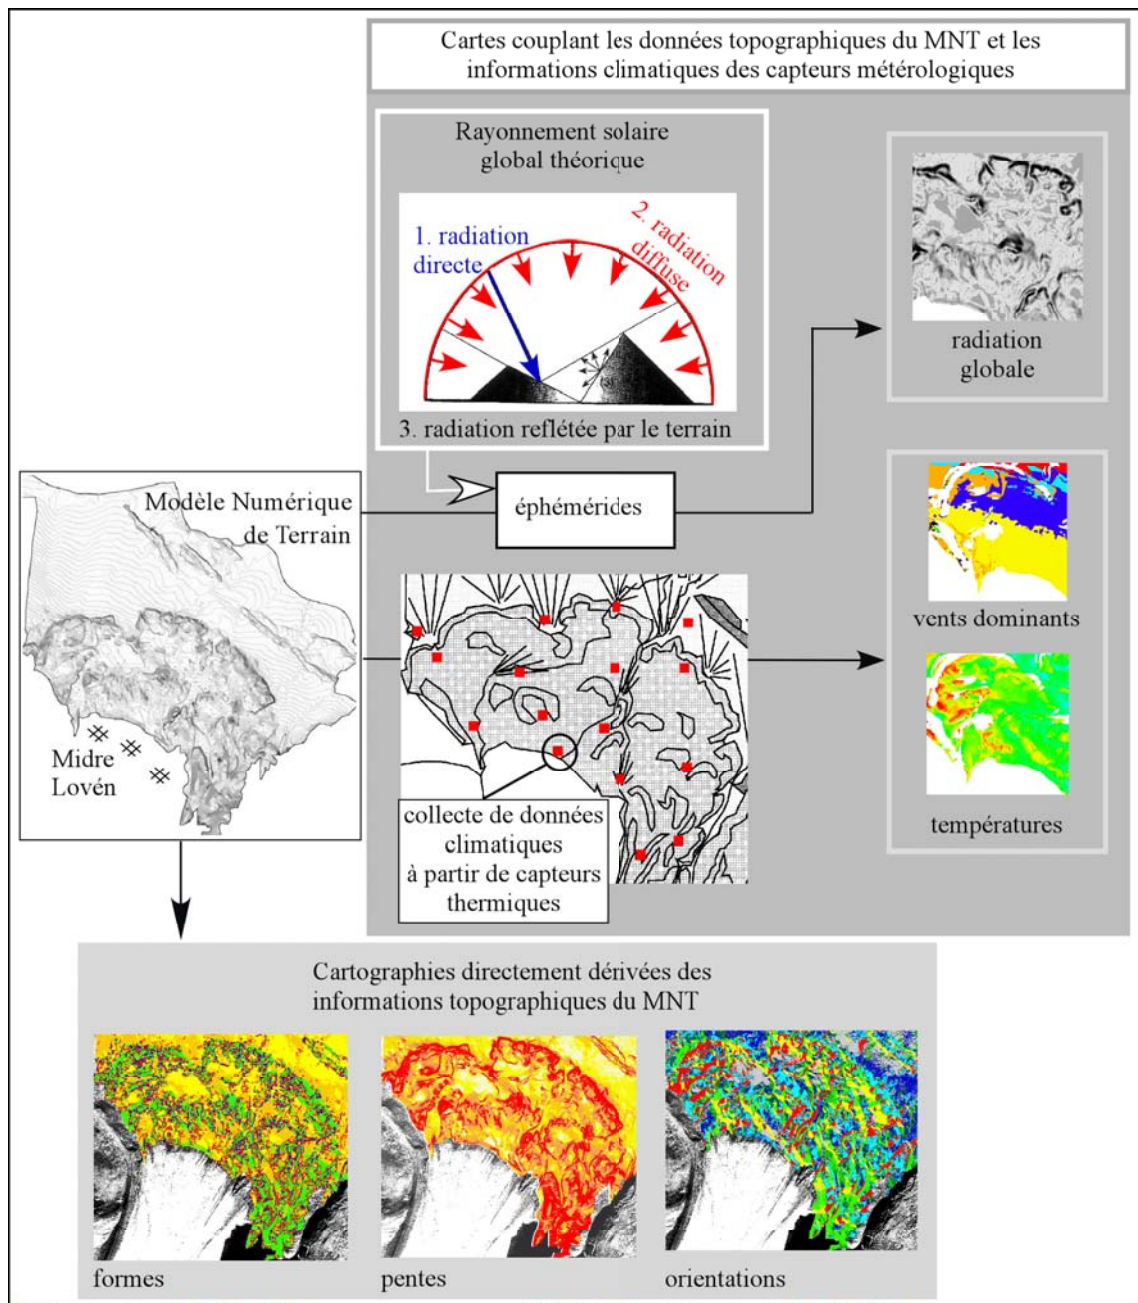 Cartes couplant les données topographiques du MNT et les
informations climatiques des capteurs métérologiques
Rayonnement solaire
global théorique
1. radiation
directe
2. radiation
diffuse
(3)
3. radiation reflétée par le terrain
radiation
globale
Modèle Numérique
de Terrain
éphémérides
Midre
Lovén
vents dominants
collecte de données
climatiques
à partir de capteurs
thermiques
températures
Cartographies directement dérivées des
informations topographiques du MNT
formes
pentes
orientations